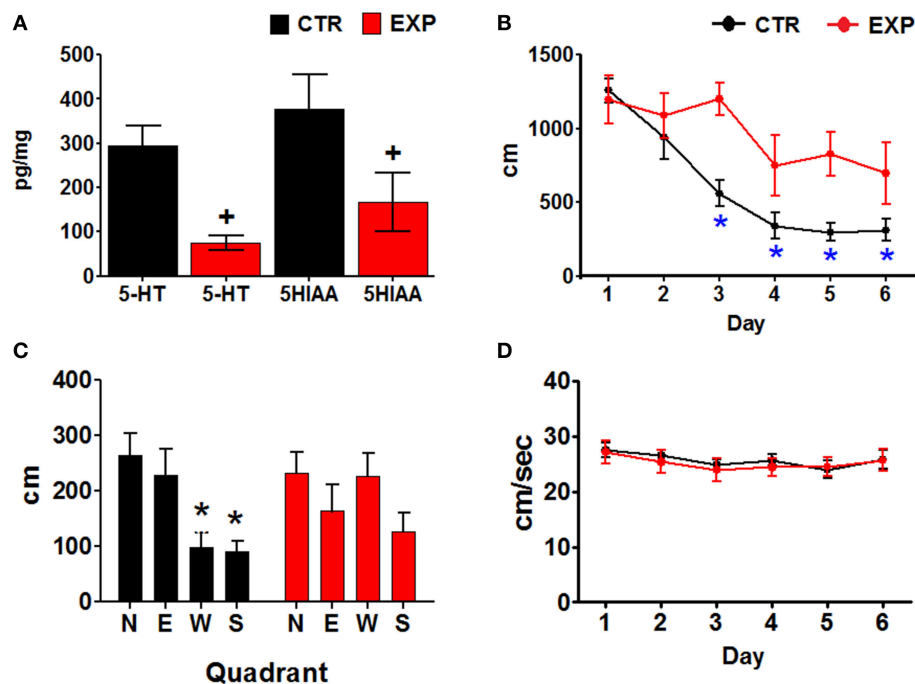 A
CTR EXP
500
400
300
200
100
0
pg/mg
+
+
5-HT 5-HT 5HIAA 5HIAA
B
CTR EXP
1500
1000
500
0
cm
* * * *
1 2 3 4 5 6
Day
C
400
300
200
100
0
cm
* *
N E W S N E W S
Quadrant
D
40
30
20
10
0
cm/sec
1 2 3 4 5 6
Day